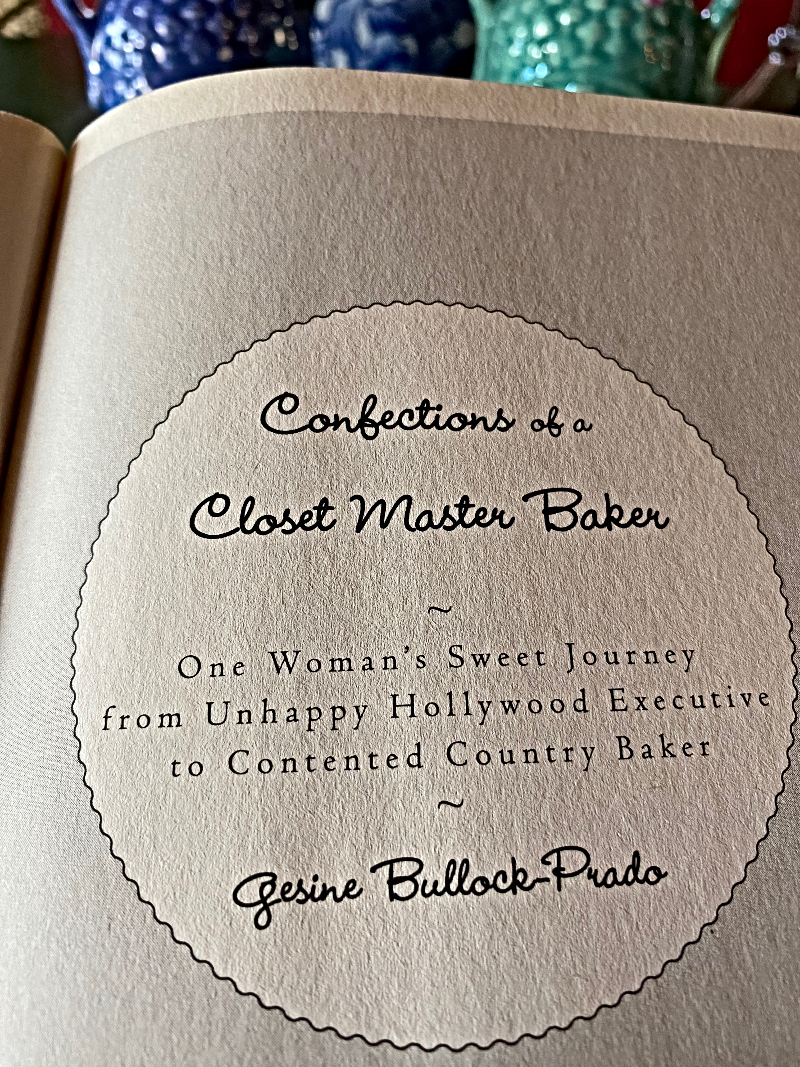 Confections of a
Closet Master Baker
~
One Woman's Sweet Journey
from Unhappy Hollywood Executive
to Contented Country Baker
~
Gesine Bullock-Prado